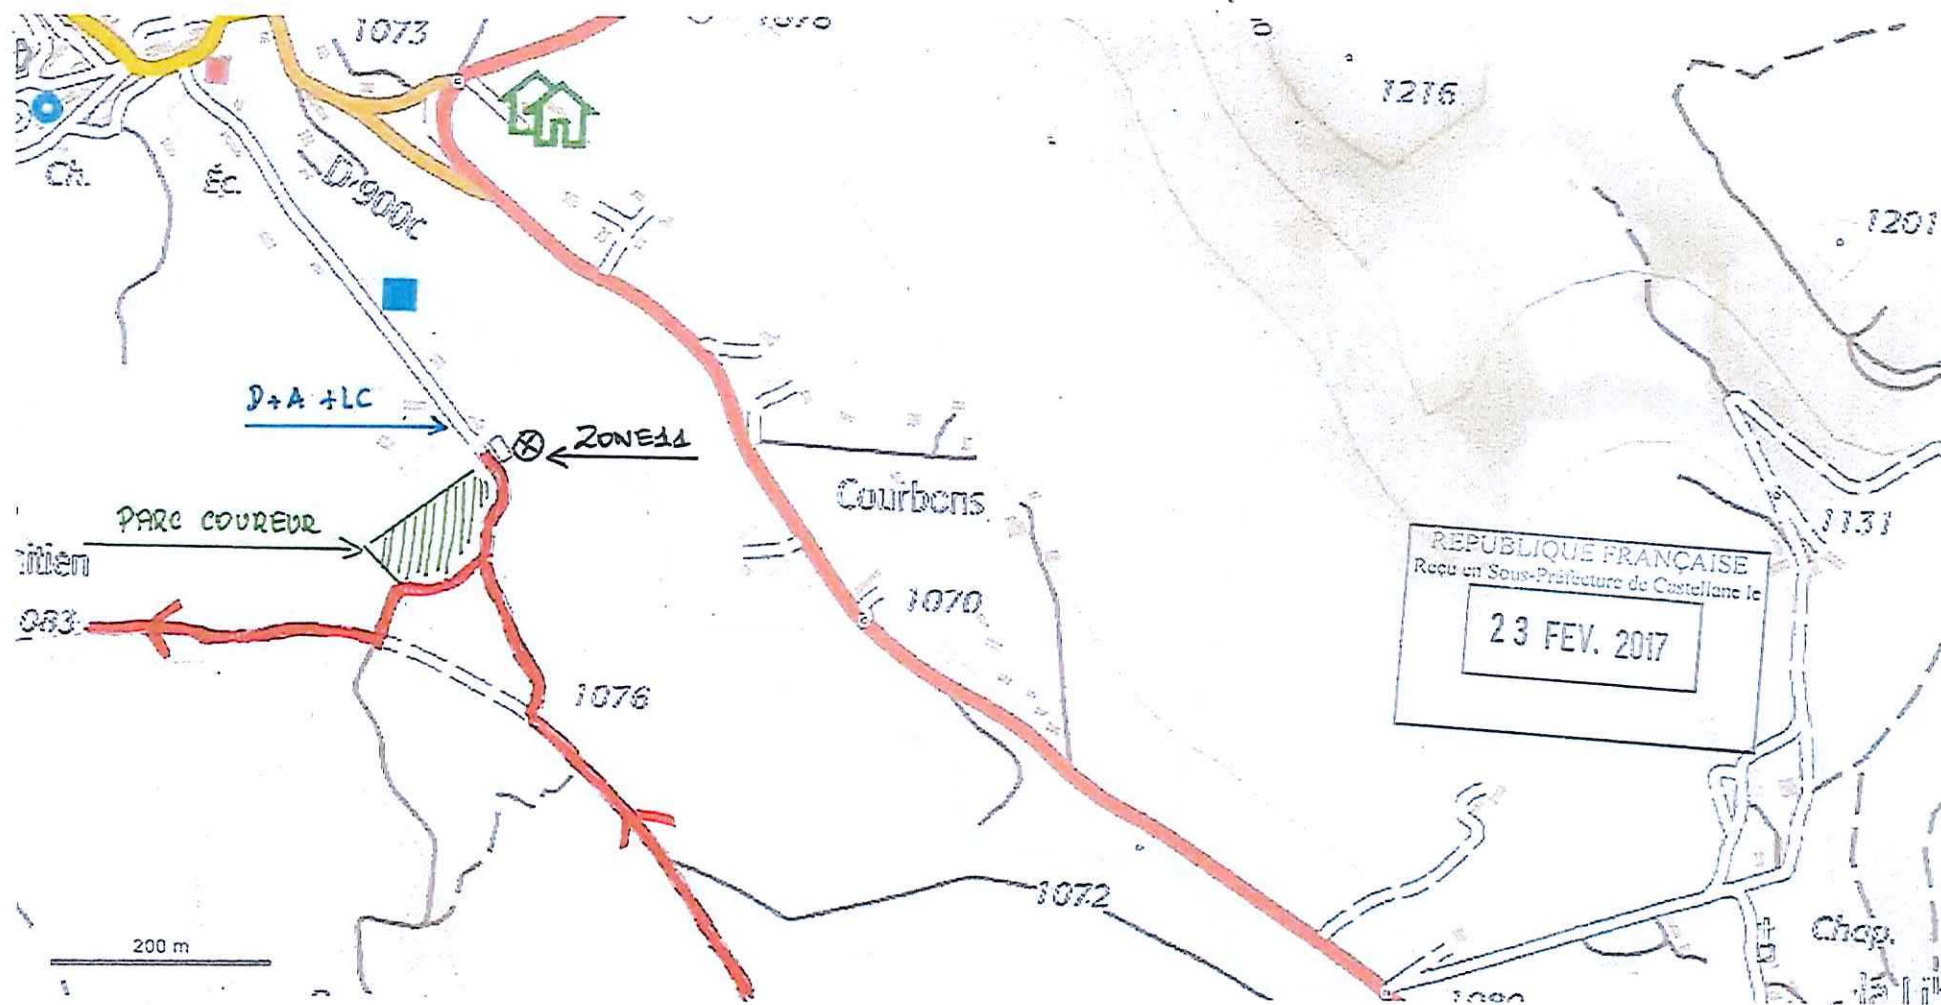 1073
1216
1201
Ch.
Éc.
D 900c
D+A +LC
ZONE11
Courbons
PARC COUREUR
1131
REPUBLIQUE FRANÇAISE
Reçu en Sous-Préfecture de Castellane le
23 FEV. 2017
1070
1076
1072
Chap.
200 m